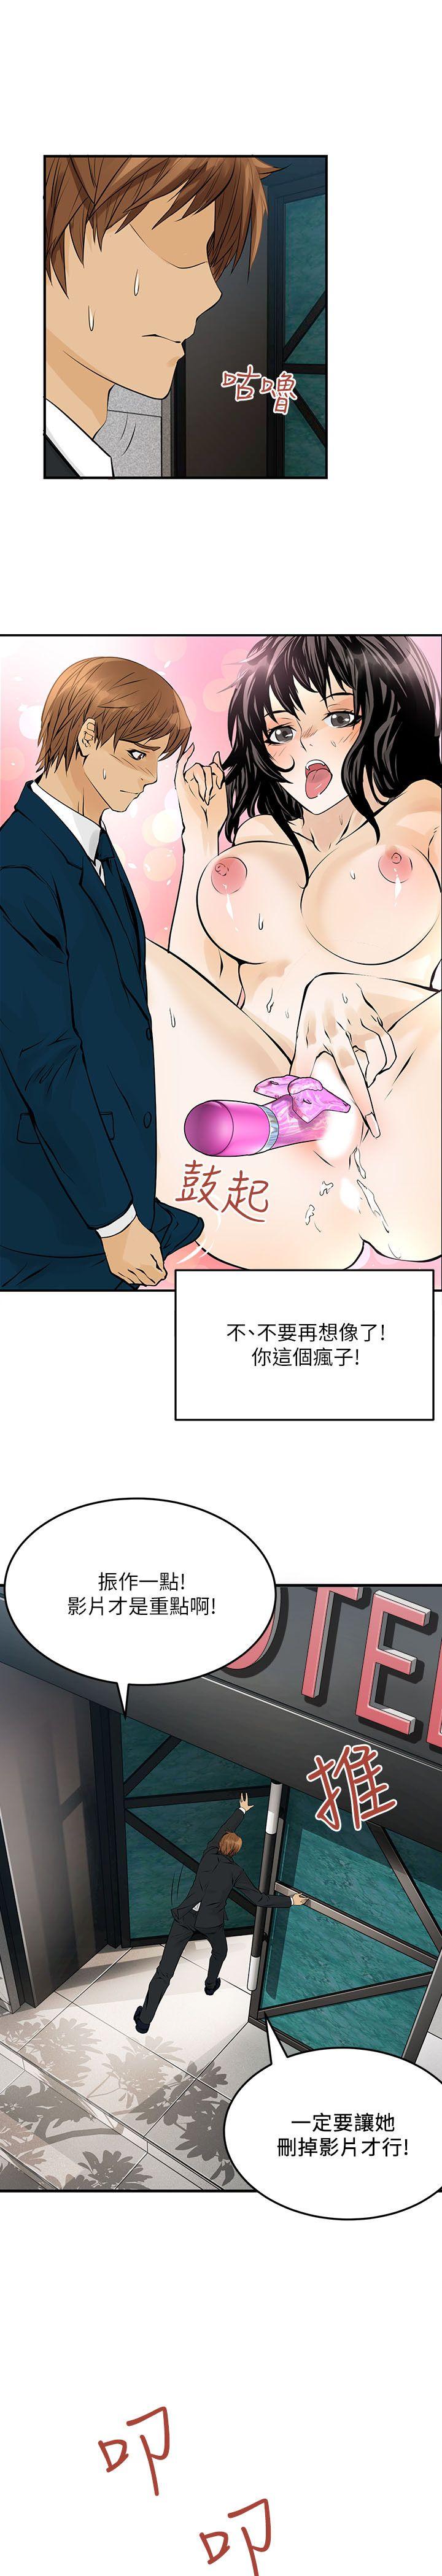 咕嚕
鼓起
不、不要再想像了!
你這個瘋子!
振作一點!
影片才是重點啊!
OTEL
推
一定要讓她
刪掉影片才行!
叩
叩